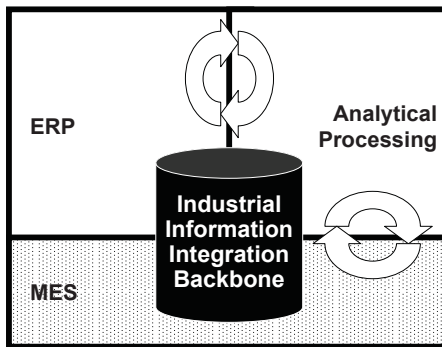 ERP
Analytical
Processing
Industrial
Information
Integration
Backbone
MES